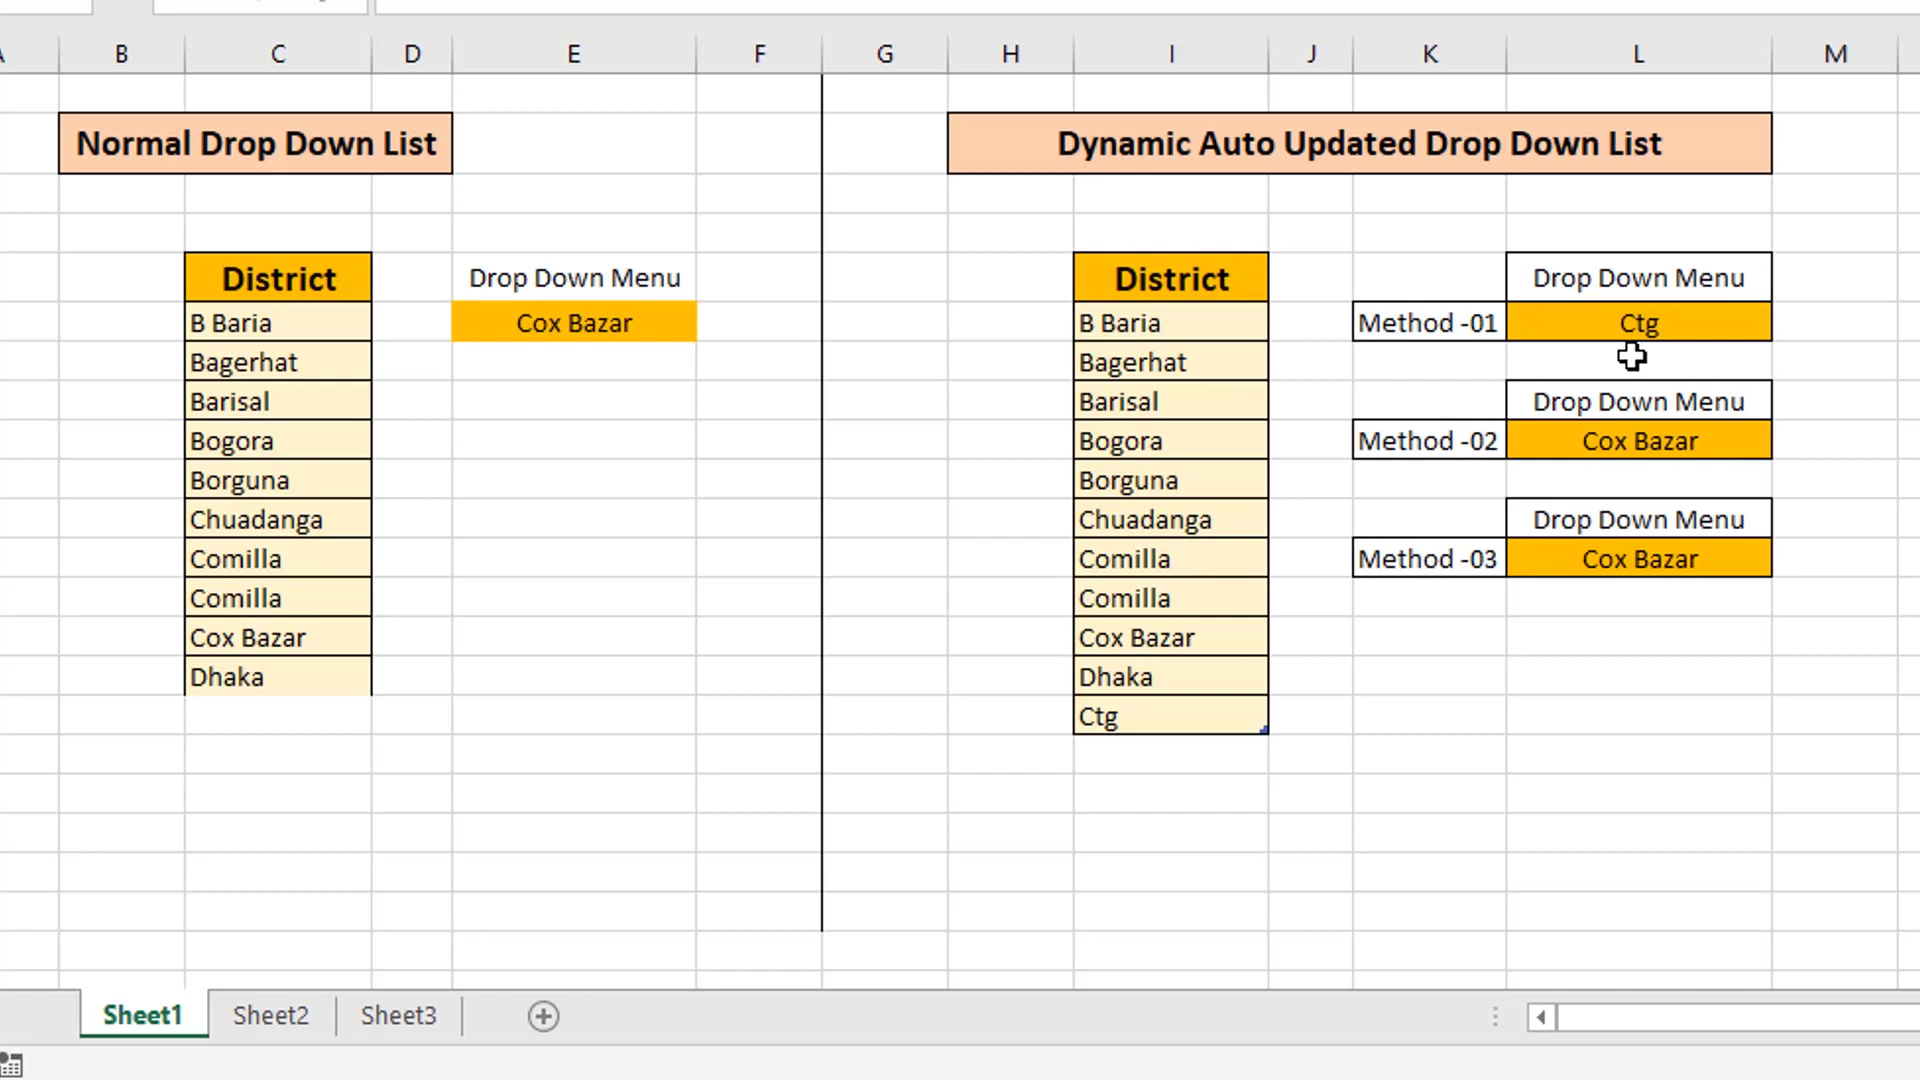 A B C D E F G H I J K L M
Normal Drop Down List
Dynamic Auto Updated Drop Down List
District Drop Down Menu
B Baria Cox Bazar
Bagerhat
Barisal
Bogora
Borguna
Chuadanga
Comilla
Comilla
Cox Bazar
Dhaka
District Drop Down Menu
B Baria Method -01 Ctg
Bagerhat
Barisal Drop Down Menu
Bogora Method -02 Cox Bazar
Borguna
Chuadanga Drop Down Menu
Comilla Method -03 Cox Bazar
Comilla
Cox Bazar
Dhaka
Ctg
Sheet1 Sheet2 Sheet3